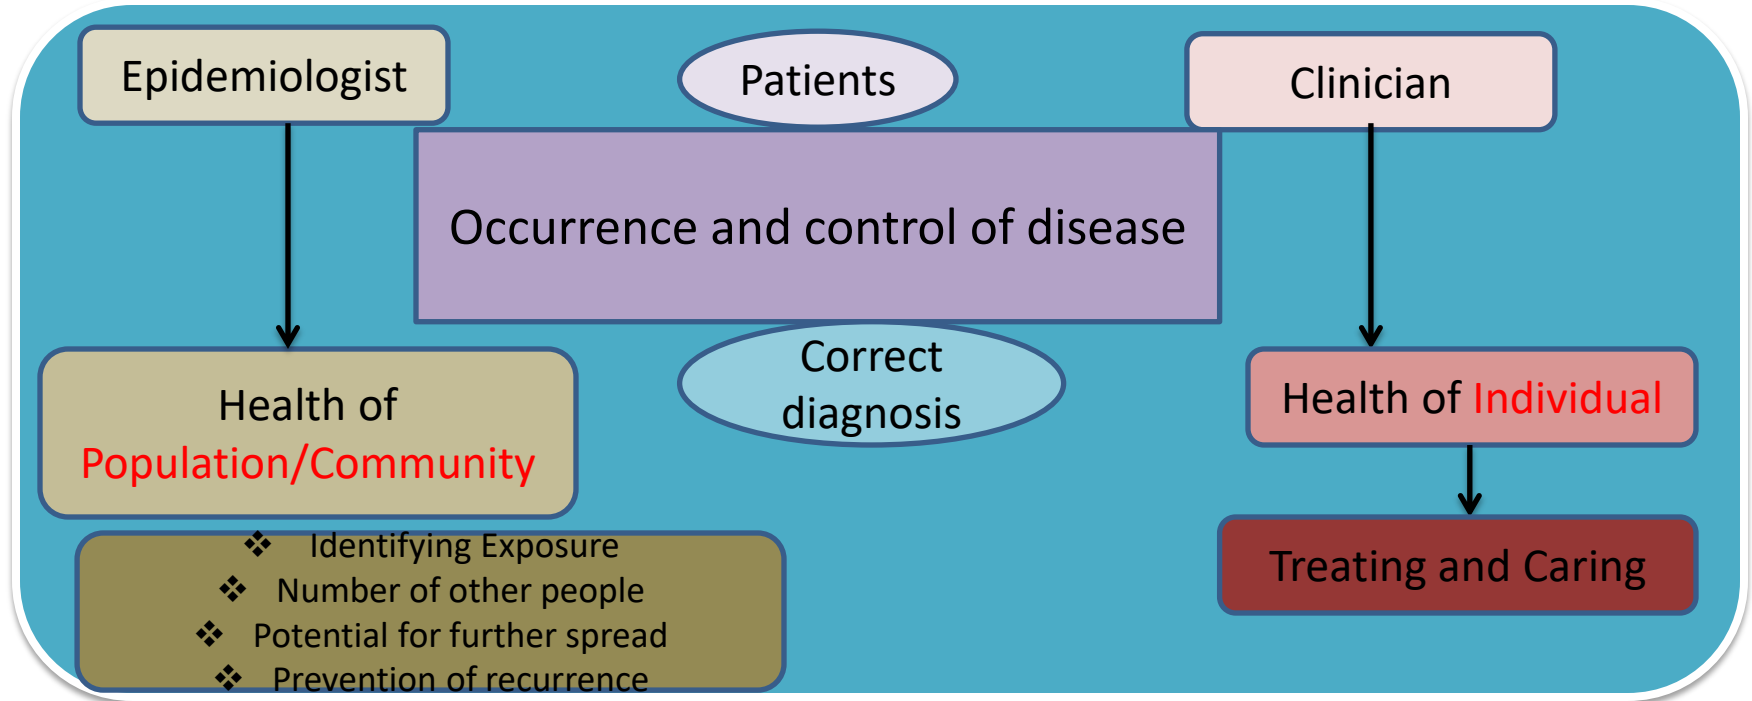 Epidemiologist
Patients
Clinician
Occurrence and control of disease
Correct
diagnosis
Health of
Population/Community
Health of Individual
❖ Identifying Exposure
❖ Number of other people
❖ Potential for further spread
❖ Prevention of recurrence
Treating and Caring